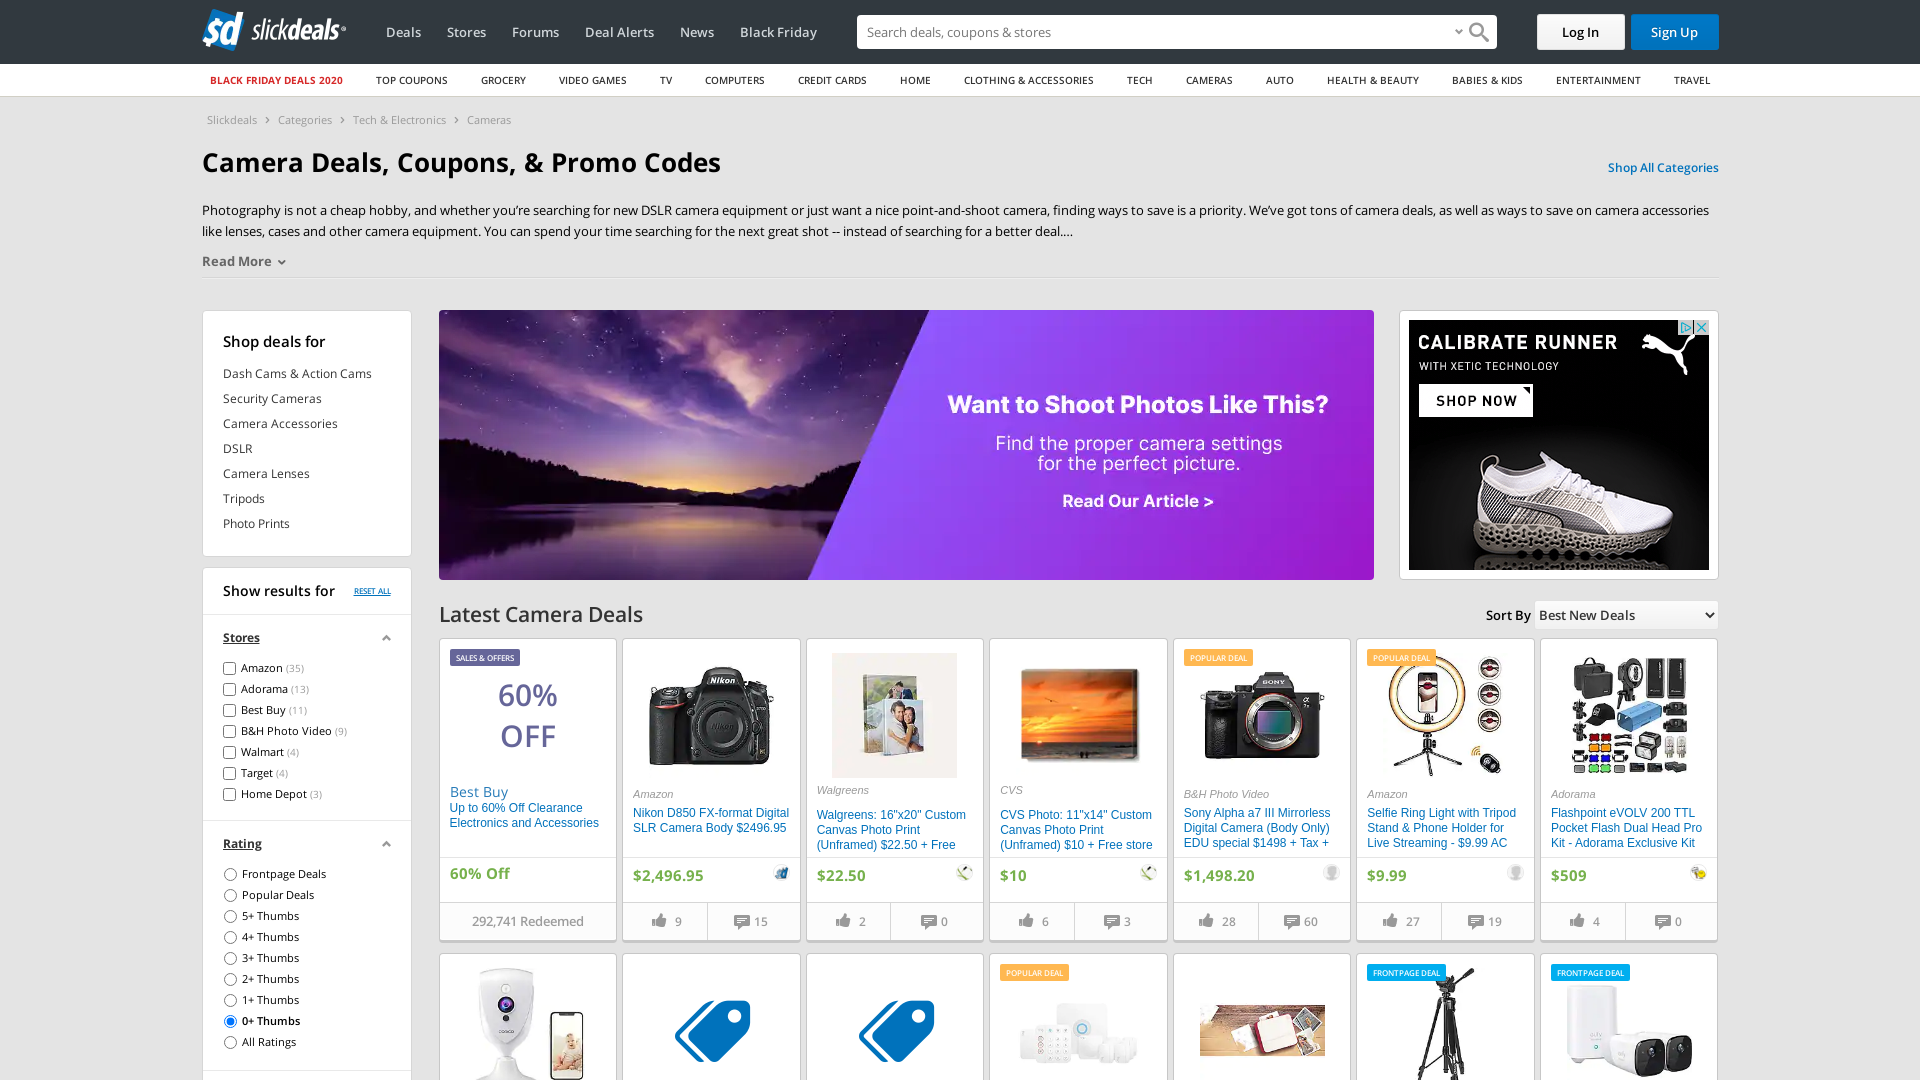 sd slickdeals
Deals Stores Forums Deal Alerts News Black Friday
Search deals, coupons & stores
Log In Sign Up
BLACK FRIDAY DEALS 2020 TOP COUPONS GROCERY VIDEO GAMES TV COMPUTERS CREDIT CARDS HOME CLOTHING & ACCESSORIES TECH CAMERAS AUTO HEALTH & BEAUTY BABIES & KIDS ENTERTAINMENT TRAVEL
Slickdeals > Categories > Tech & Electronics > Cameras
Camera Deals, Coupons, & Promo Codes
Shop All Categories
Photography is not a cheap hobby, and whether you’re searching for new DSLR camera equipment or just want a nice point-and-shoot camera, finding ways to save is a priority. We’ve got tons of camera deals, as well as ways to save on camera accessories
like lenses, cases and other camera equipment. You can spend your time searching for the next great shot -- instead of searching for a better deal....
Read More
Shop deals for
Dash Cams & Action Cams
Security Cameras
Camera Accessories
DSLR
Camera Lenses
Tripods
Photo Prints
Show results for RESET ALL
Stores
Amazon (35)
Adorama (13)
Best Buy (11)
B&H Photo Video (9)
Walmart (4)
Target (4)
Home Depot (3)
Rating
Frontpage Deals
Popular Deals
5+ Thumbs
4+ Thumbs
3+ Thumbs
2+ Thumbs
1+ Thumbs
0+ Thumbs
All Ratings
Want to Shoot Photos Like This?
Find the proper camera settings
for the perfect picture.
Read Our Article >
CALIBRATE RUNNER
WITH XETIC TECHNOLOGY
SHOP NOW
Latest Camera Deals
Sort By Best New Deals
SALES & OFFERS
60%
OFF
Best Buy
Up to 60% Off Clearance
Electronics and Accessories
60% Off
292,741 Redeemed
Nikon
Amazon
Nikon D850 FX-format Digital
SLR Camera Body $2496.95
$2,496.95
9 15
Walgreens
Walgreens: 16"x20" Custom
Canvas Photo Print
(Unframed) $22.50 + Free
$22.50
2 0
CVS
CVS Photo: 11"x14" Custom
Canvas Photo Print
(Unframed) $10 + Free store
$10
6 3
POPULAR DEAL
SONY
B&H Photo Video
Sony Alpha a7 III Mirrorless
Digital Camera (Body Only)
EDU special $1498 + Tax +
$1,498.20
28 60
POPULAR DEAL
Amazon
Selfie Ring Light with Tripod
Stand & Phone Holder for
Live Streaming - $9.99 AC
$9.99
27 19
Adorama
Flashpoint eVOLV 200 TTL
Pocket Flash Dual Head Pro
Kit - Adorama Exclusive Kit
$509
4 0
POPULAR DEAL
FRONTPAGE DEAL
FRONTPAGE DEAL